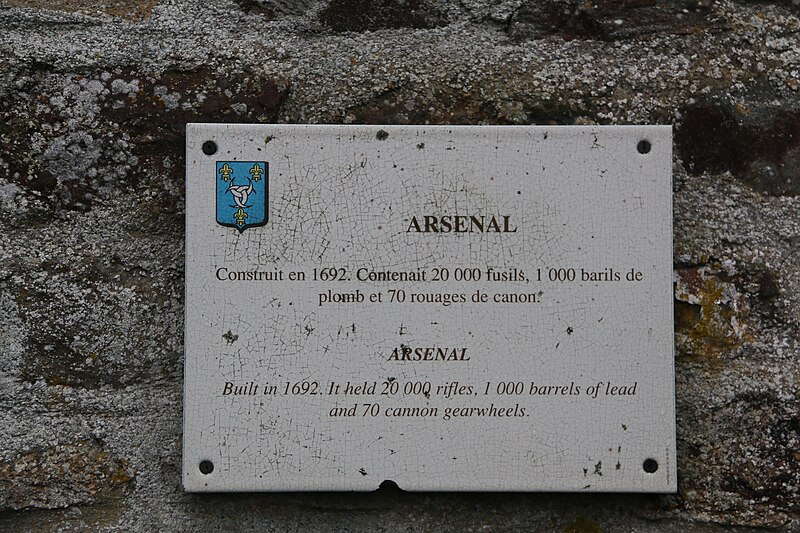 ARSENAL
Construit en 1692. Contenait 20 000 fusils, 1 000 barils de
plomb et 70 rouages de canon.
ARSENAL
Built in 1692. It held 20 000 rifles, 1 000 barrels of lead
and 70 cannon gearwheels.